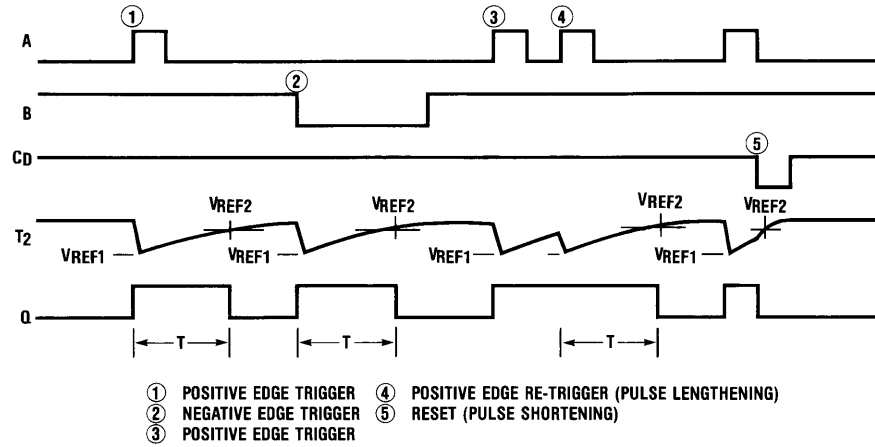 ① ③ ④
A
②
B
⑤
CD
VREF2 VREF2 VREF2 VREF2
T2
VREF1 VREF1 VREF1 VREF1
Q
T T T
① POSITIVE EDGE TRIGGER ④ POSITIVE EDGE RE-TRIGGER (PULSE LENGTHENING)
② NEGATIVE EDGE TRIGGER ⑤ RESET (PULSE SHORTENING)
③ POSITIVE EDGE TRIGGER